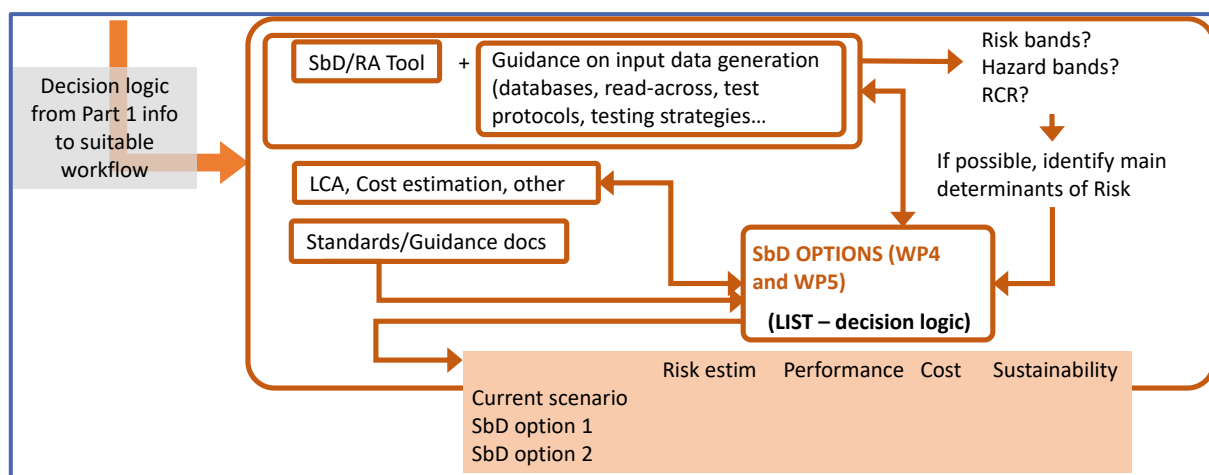 Decision logic
from Part 1 info
to suitable
workflow
SbD/RA Tool
+
Guidance on input data generation
(databases, read-across, test
protocols, testing strategies…
Risk bands?
Hazard bands?
RCR?
If possible, identify main
determinants of Risk
LCA, Cost estimation, other
Standards/Guidance docs
SbD OPTIONS (WP4
and WP5)
(LIST – decision logic)
Risk estim Performance Cost Sustainability
Current scenario
SbD option 1
SbD option 2